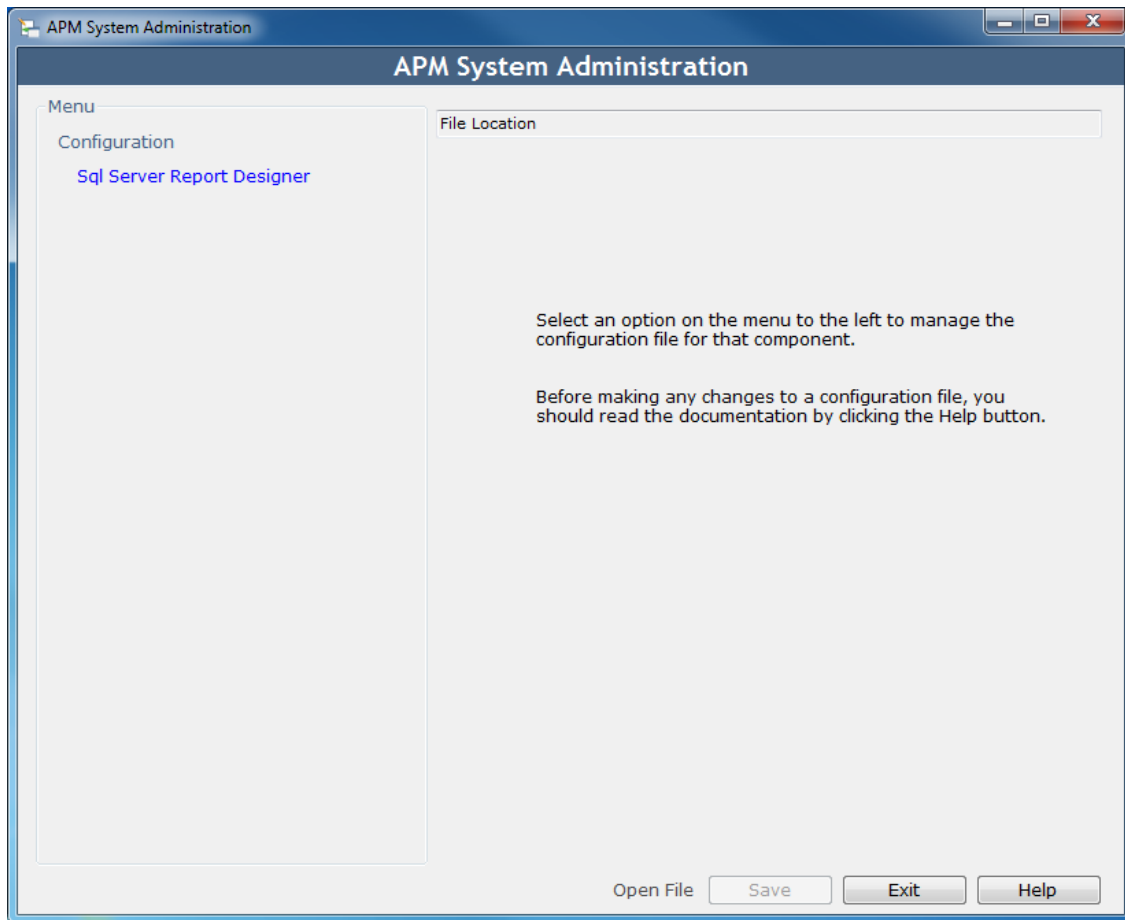 APM System Administration
APM System Administration
Menu
Configuration
Sql Server Report Designer
File Location
Select an option on the menu to the left to manage the
configuration file for that component.
Before making any changes to a configuration file, you
should read the documentation by clicking the Help button.
Open File Save Exit Help